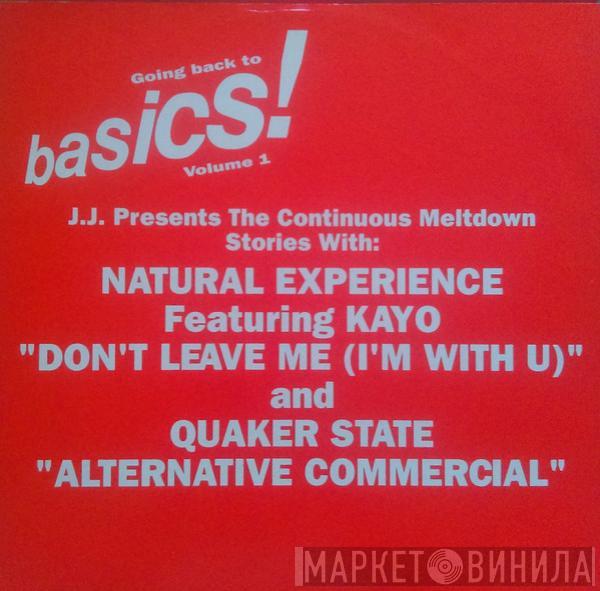 Going back to
basics!
Volume 1
J.J. Presents The Continuous Meltdown
Stories With:
NATURAL EXPERIENCE
Featuring KAYO
"DON'T LEAVE ME (I'M WITH U)"
and
QUAKER STATE
"ALTERNATIVE COMMERCIAL"
МАРКЕТ ВИНИЛА